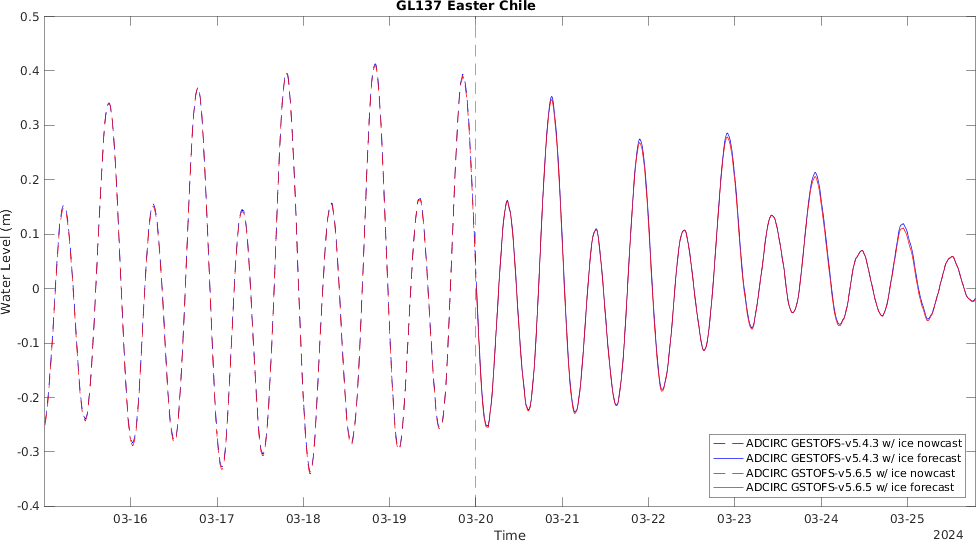 GL137 Easter Chile
0.5
0.4
0.3
0.2
0.1
0
-0.1
-0.2
-0.3
-0.4
Water Level (m)
03-16 03-17 03-18 03-19 03-20 03-21 03-22 03-23 03-24 03-25
Time
2024
ADCIRC GESTOFS-v5.4.3 w/ ice nowcast
ADCIRC GESTOFS-v5.4.3 w/ ice forecast
ADCIRC GSTOFS-v5.6.5 w/ ice nowcast
ADCIRC GSTOFS-v5.6.5 w/ ice forecast